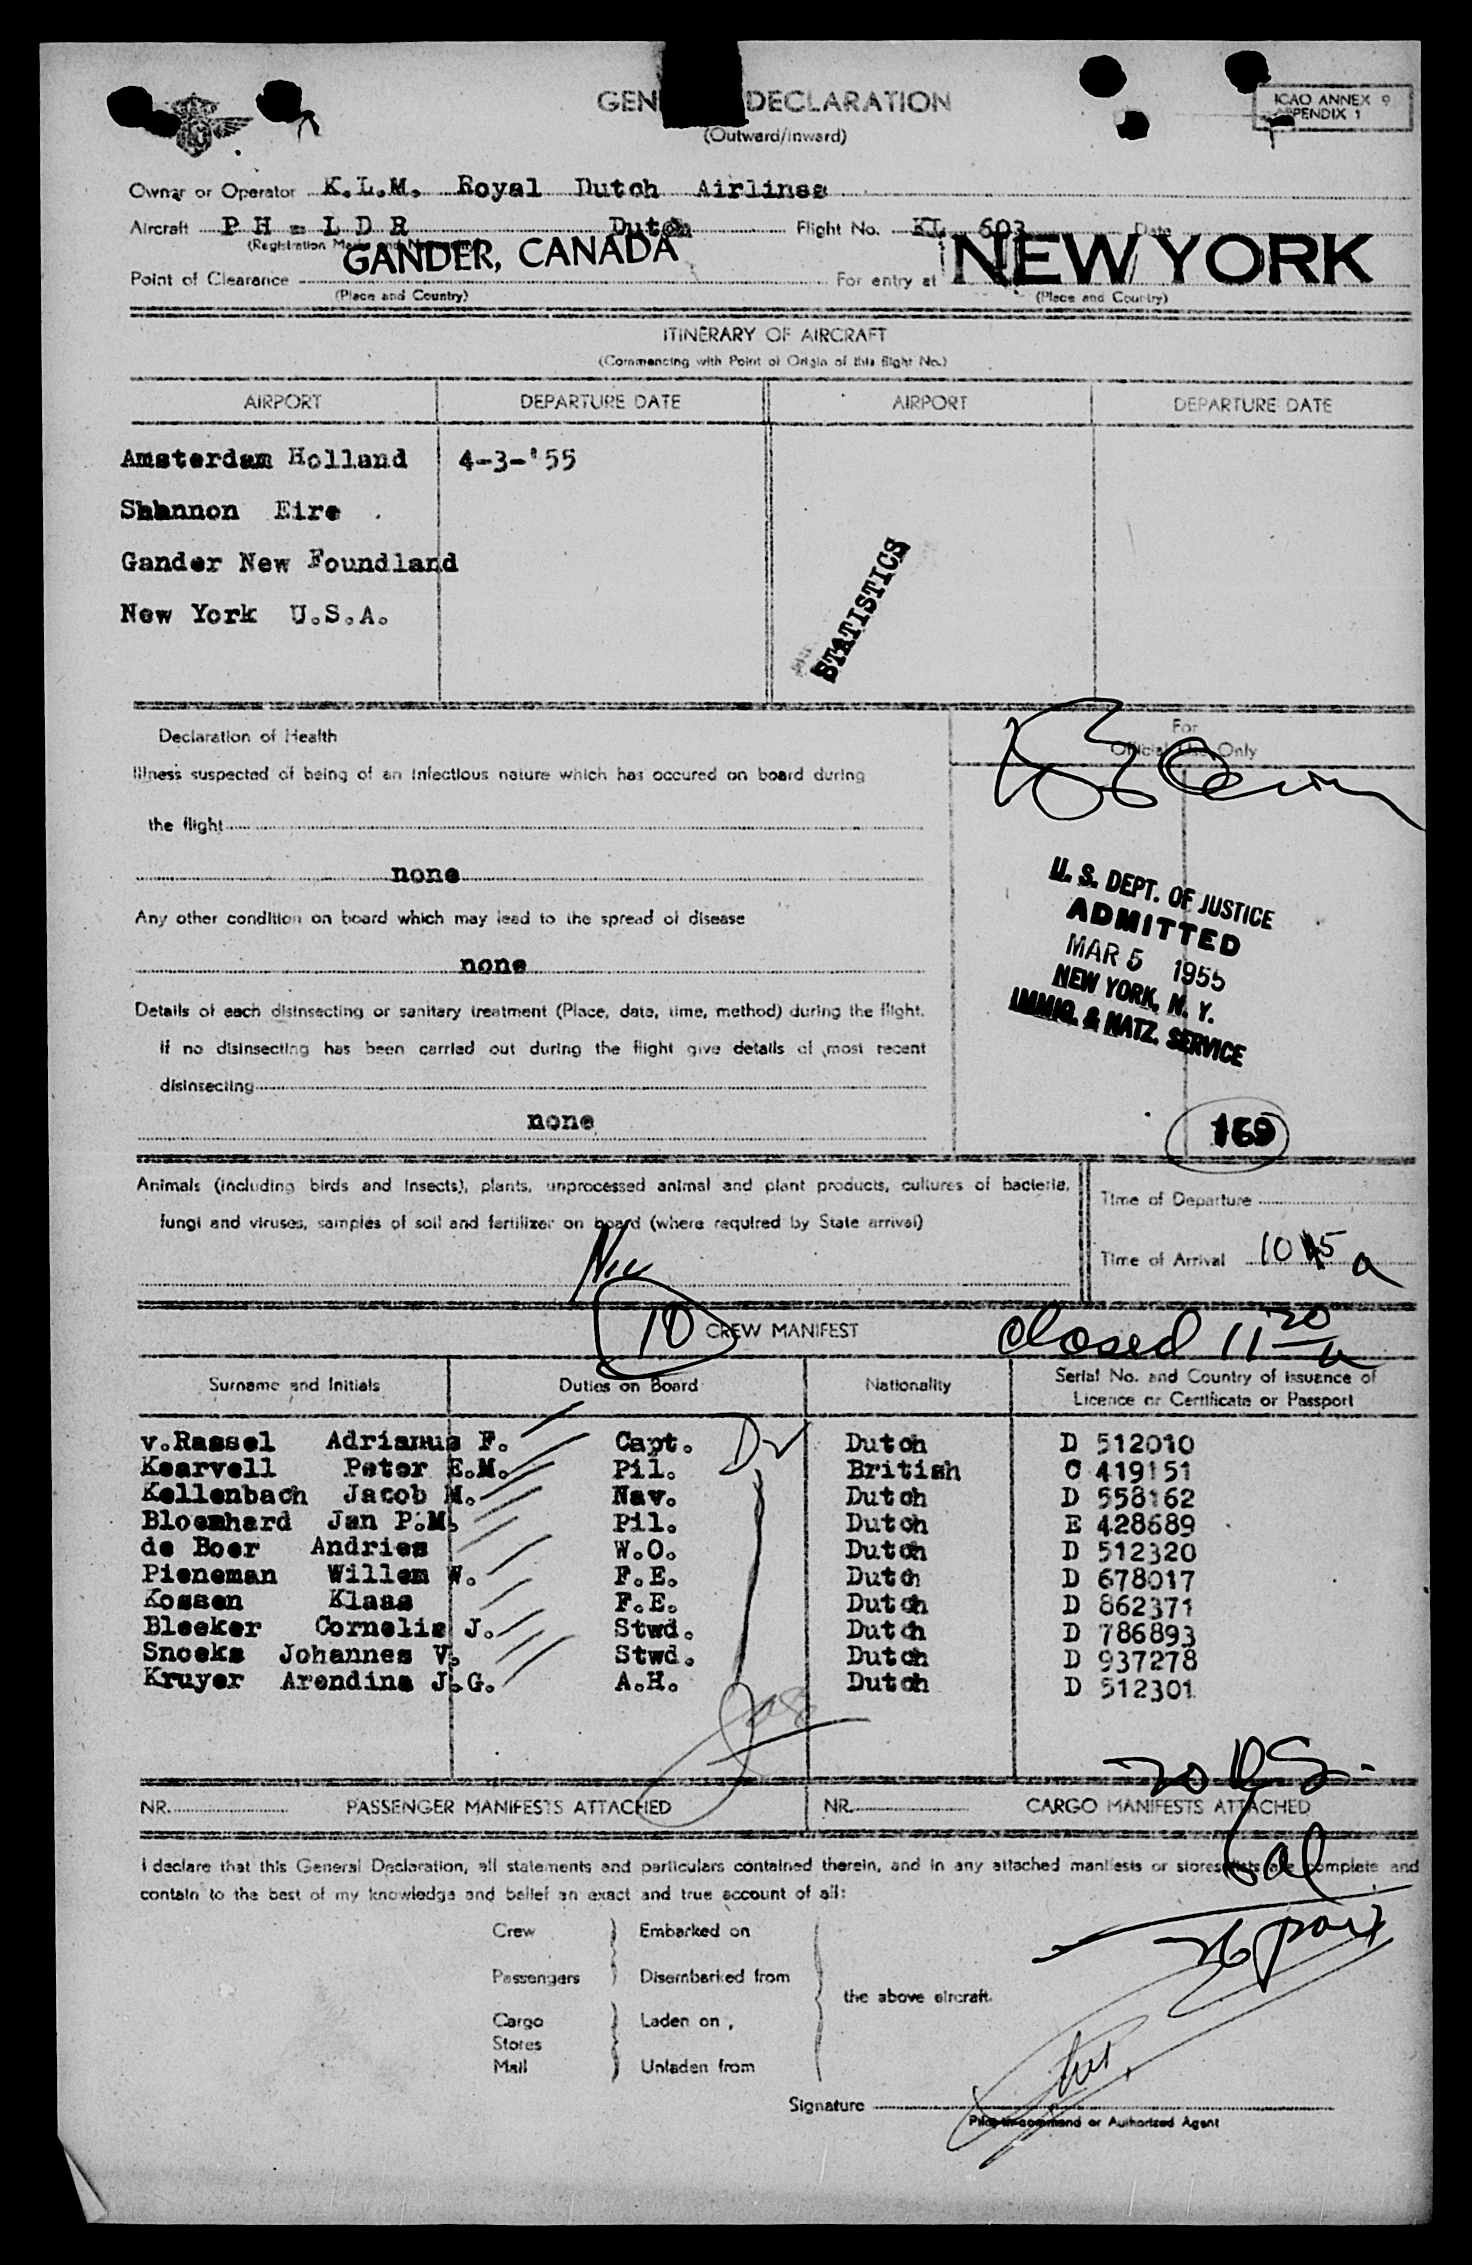 GEN DECLARATION
(Outward/inward)
ICAO ANNEX 9
PENDIX 1
Owner or Operator K.L.M. Royal Dutch Airlines
Aircraft P H - L D R Dutch Flight No. KL 603 Date
GANDER, CANADA NEW YORK
Point of Clearance For entry at
(Place and Country) (Place and Country)
ITINERARY OF AIRCRAFT
(Commencing with Point of Origin of this flight No.)
AIRPORT DEPARTURE DATE AIRPORT DEPARTURE DATE
Amsterdam Holland 4-3-'55
Shannon Eire
Gander New Foundland
New York U.S.A.
STATISTICS
Declaration of Health
For
Official Use Only
Illness suspected of being of an infectious nature which has occured on board during
the flight
none
Any other condition on board which may lead to the spread of disease
none
Details of each disinsecting or sanitary treatment (Place, date, time, method) during the flight.
If no disinsecting has been carried out during the flight give details of most recent
disinsecting
none
U. S. DEPT. OF JUSTICE
ADMITTED
MAR 5 1955
NEW YORK, N. Y.
IMMIG. & NATZ. SERVICE
169
Animals (including birds and insects), plants, unprocessed animal and plant products, cultures of bacteria,
fungi and viruses, samples of soil and fertilizer on board (where required by State arrival)
Time of Departure
Time of Arrival 10 45 a
10 CREW MANIFEST closed 11 20 a
Surname and Initials Duties on Board Nationality Serial No. and Country of issuance of
Licence or Certificate or Passport
v.Rassel Adrianus F. Capt. Dutch D 512010
Kearvell Peter E.M. Pil. British C 419151
Kellenbach Jacob M. Nav. Dutch D 558162
Bloemhard Jan P.M. Pil. Dutch E 428689
de Boer Andries W.O. Dutch D 512320
Pieneman Willem W. F.E. Dutch D 678017
Kossen Klaas F.E. Dutch D 862371
Bleeker Cornelis J. Stwd. Dutch D 786893
Snoeks Johannes V. Stwd. Dutch D 937278
Kruyer Arendina J.G. A.H. Dutch D 512301
NR. PASSENGER MANIFESTS ATTACHED NR. CARGO MANIFESTS ATTACHED
I declare that this General Declaration, all statements and particulars contained therein, and in any attached manifests or stores lists are complete and
contain to the best of my knowledge and belief an exact and true account of all:
Crew Embarked on
Passengers Disembarked from
the above aircraft.
Cargo Laden on
Stores
Mail Unladen from
Signature
Pilot-in-command or Authorized Agent